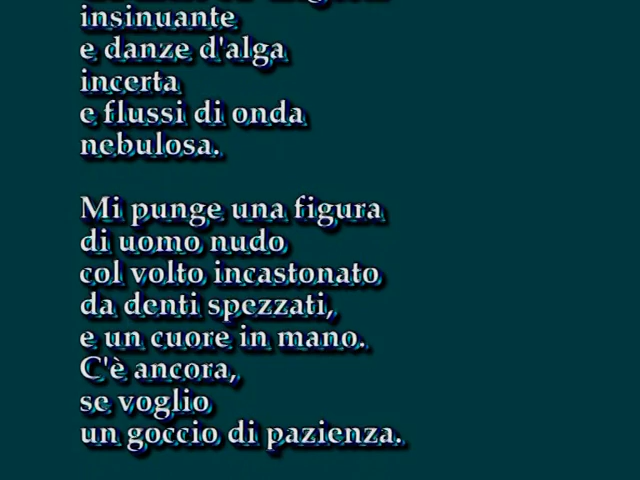 insinuante
e danze d'alga
incerta
e flussi di onda
nebulosa.
Mi punge una figura
di uomo nudo
col volto incastonato
da denti spezzati,
e un cuore in mano.
C'è ancora,
se voglio
un goccio di pazienza.